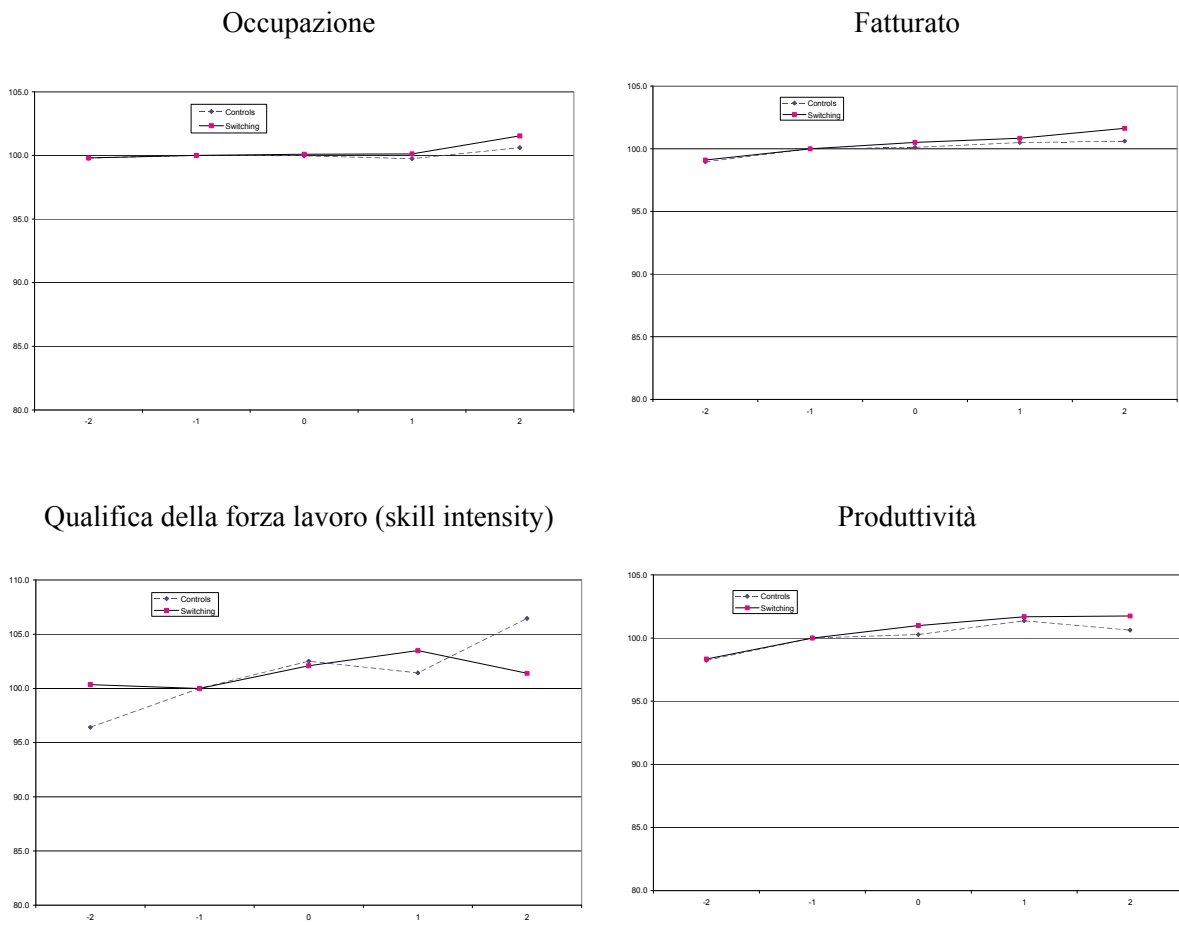 Occupazione
105.0
100.0
95.0
90.0
85.0
80.0
-2 -1 0 1 2
Controls
Switching
Fatturato
105.0
100.0
95.0
90.0
85.0
80.0
-2 -1 0 1 2
Controls
Switching
Qualifica della forza lavoro (skill intensity)
110.0
105.0
100.0
95.0
90.0
85.0
80.0
-2 -1 0 1 2
Controls
Switching
Produttività
105.0
100.0
95.0
90.0
85.0
80.0
-2 -1 0 1 2
Controls
Switching